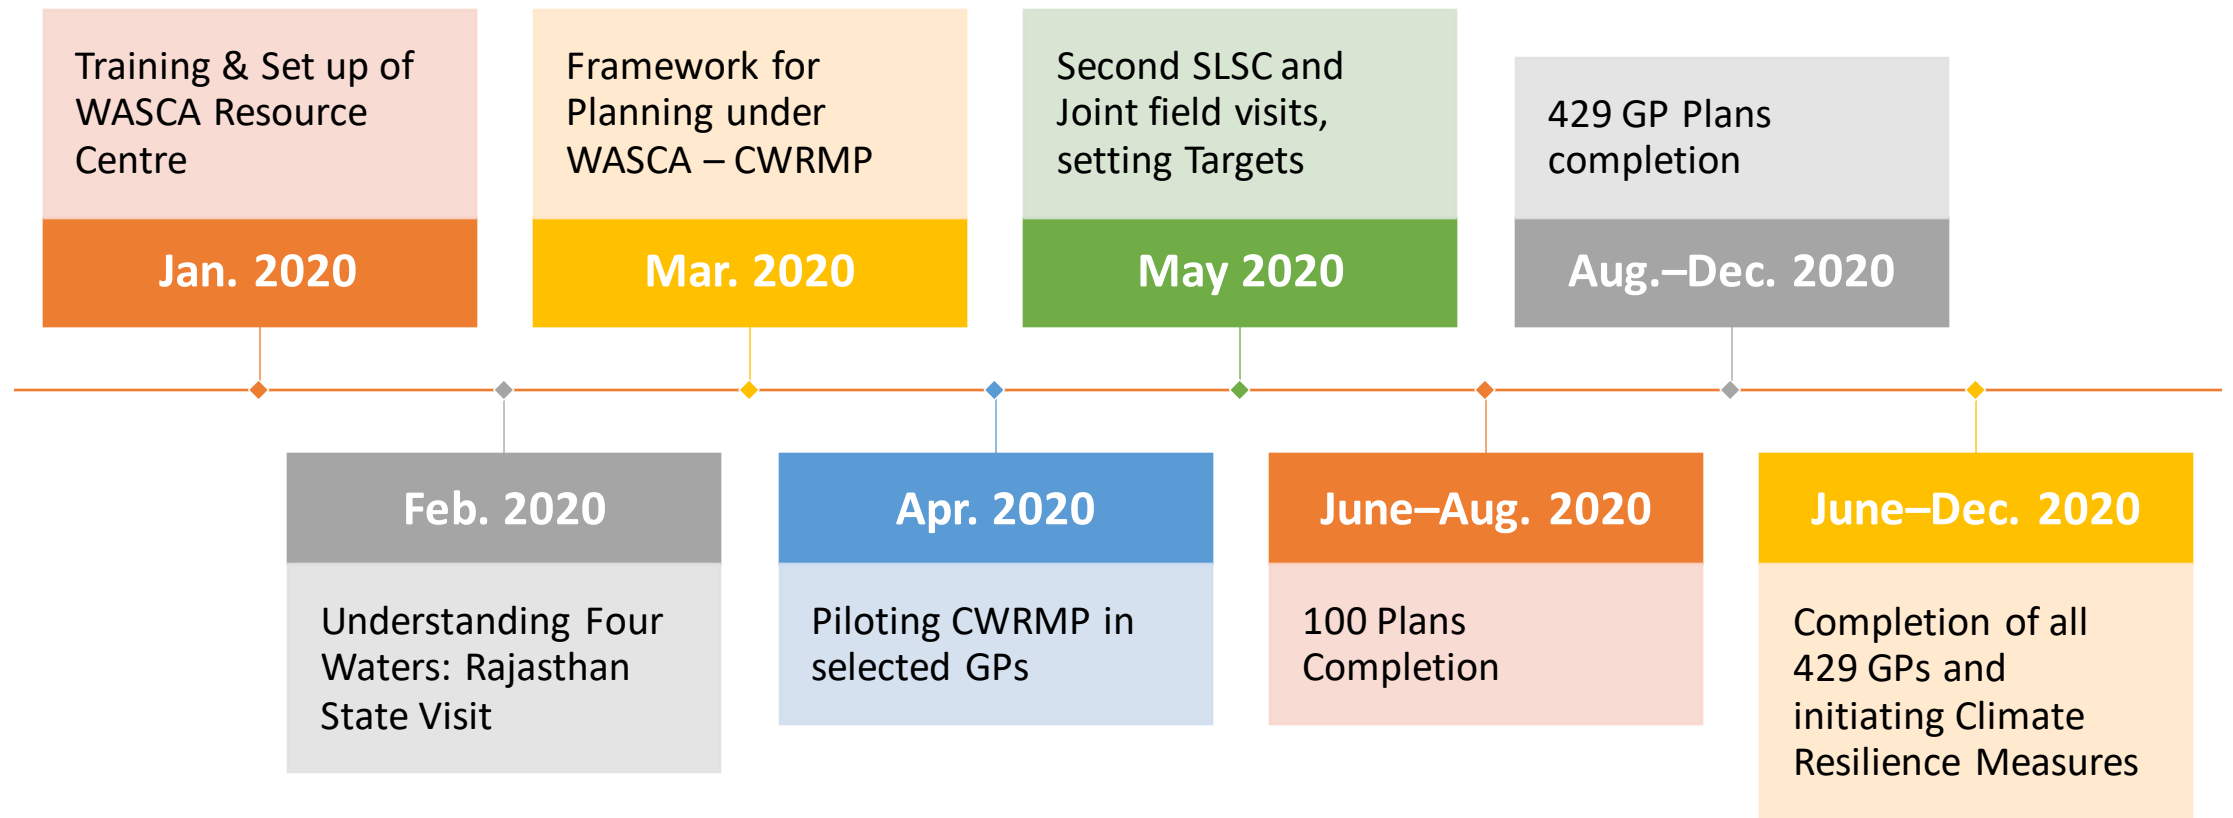 Training & Set up of
WASCA Resource
Centre
Jan. 2020
Feb. 2020
Understanding Four
Waters: Rajasthan
State Visit
Framework for
Planning under
WASCA – CWRMP
Mar. 2020
Apr. 2020
Piloting CWRMP in
selected GPs
Second SLSC and
Joint field visits,
setting Targets
May 2020
June–Aug. 2020
100 Plans
Completion
429 GP Plans
completion
Aug.–Dec. 2020
June–Dec. 2020
Completion of all
429 GPs and
initiating Climate
Resilience Measures